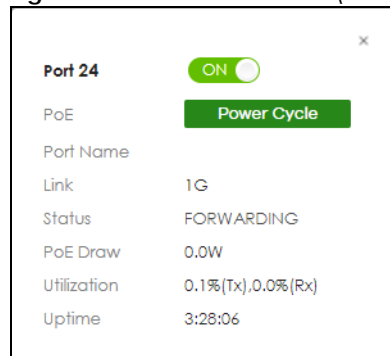 ×
Port 24 ON
PoE Power Cycle
Port Name
Link 1G
Status FORWARDING
PoE Draw 0.0W
Utilization 0.1%(Tx),0.0%(Rx)
Uptime 3:28:06